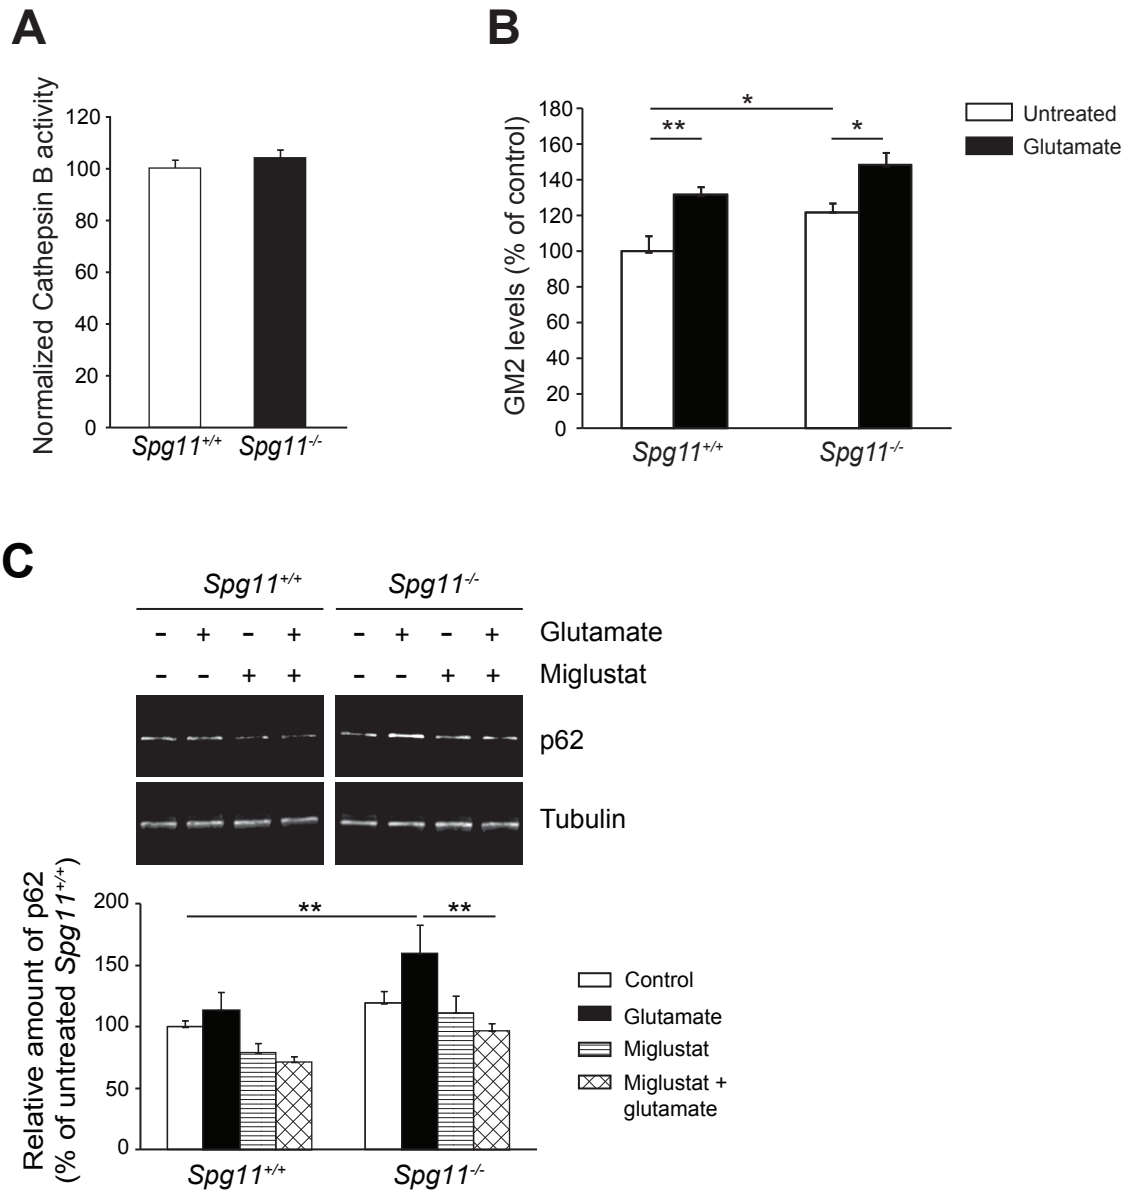 A
Normalized Cathepsin B activity
120
100
80
60
40
20
0
Spg11+/+ Spg11-/-
B
GM2 levels (% of control)
180
160
140
120
100
80
60
40
20
0
*
** *
Spg11+/+ Spg11-/-
Untreated
Glutamate
C
Spg11+/+ Spg11-/-
- + - + - + - + Glutamate
- - + + - - + + Miglustat
p62
Tubulin
Relative amount of p62
(% of untreated Spg11+/+)
200
150
100
50
0
** **
Spg11+/+ Spg11-/-
Control
Glutamate
Miglustat
Miglustat +
glutamate